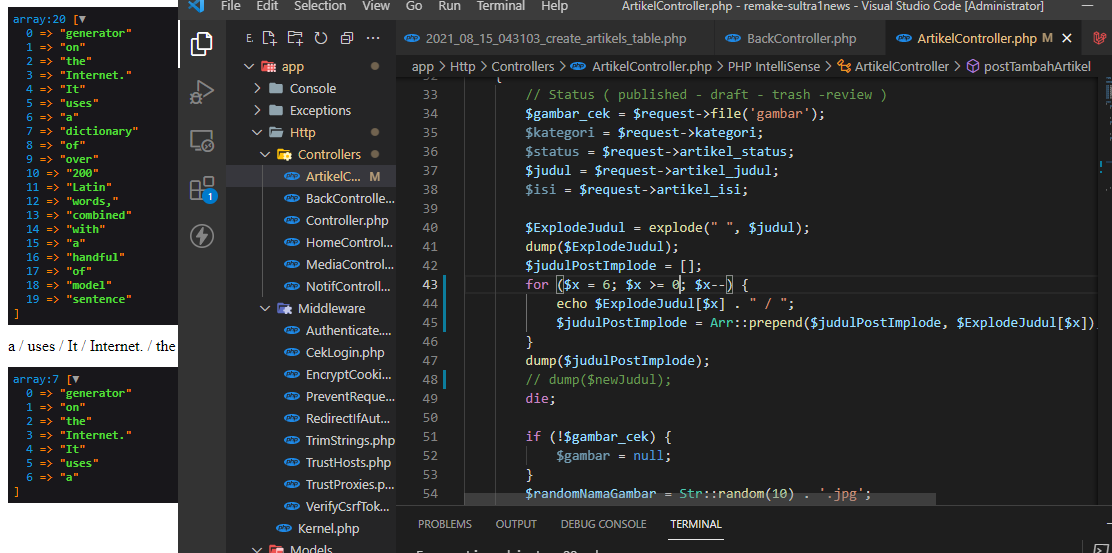 array:20 [▼
0 => "generator"
1 => "on"
2 => "the"
3 => "Internet."
4 => "It"
5 => "uses"
6 => "a"
7 => "dictionary"
8 => "of"
9 => "over"
10 => "200"
11 => "Latin"
12 => "words,"
13 => "combined"
14 => "with"
15 => "a"
16 => "handful"
17 => "of"
18 => "model"
19 => "sentence"
]
a / uses / It / Internet. / the
array:7 [▼
0 => "generator"
1 => "on"
2 => "the"
3 => "Internet."
4 => "It"
5 => "uses"
6 => "a"
]
File Edit Selection View Go Run Terminal Help ArtikelController.php - remake-sultra1news - Visual Studio Code [Administrator]
1
E. ···
app
Console
Exceptions
Http
Controllers
ArtikelC... M
BackControlle...
Controller.php
HomeControl...
MediaControl...
NotifControll...
Middleware
Authenticate....
CekLogin.php
EncryptCooki...
PreventReque...
RedirectIfAut...
TrimStrings.php
TrustHosts.php
TrustProxies.p...
VerifyCsrfTok...
Kernel.php
Models
2021_08_15_043103_create_artikels_table.php BackController.php ArtikelController.php M
app > Http > Controllers > ArtikelController.php > PHP IntelliSense > ArtikelController > postTambahArtikel
32 {
33 // Status ( published - draft - trash -review )
34 $gambar_cek = $request->file('gambar');
35 $kategori = $request->kategori;
36 $status = $request->artikel_status;
37 $judul = $request->artikel_judul;
38 $isi = $request->artikel_isi;
39
40 $ExplodeJudul = explode(" ", $judul);
41 dump($ExplodeJudul);
42 $judulPostImplode = [];
43 for ($x = 6; $x >= 0; $x--) {
44 echo $ExplodeJudul[$x] . " / ";
45 $judulPostImplode = Arr::prepend($judulPostImplode, $ExplodeJudul[$x])
46 }
47 dump($judulPostImplode);
48 // dump($newJudul);
49 die;
50
51 if (!$gambar_cek) {
52 $gambar = null;
53 }
54 $randomNamaGambar = Str::random(10) . '.jpg';
PROBLEMS OUTPUT DEBUG CONSOLE TERMINAL